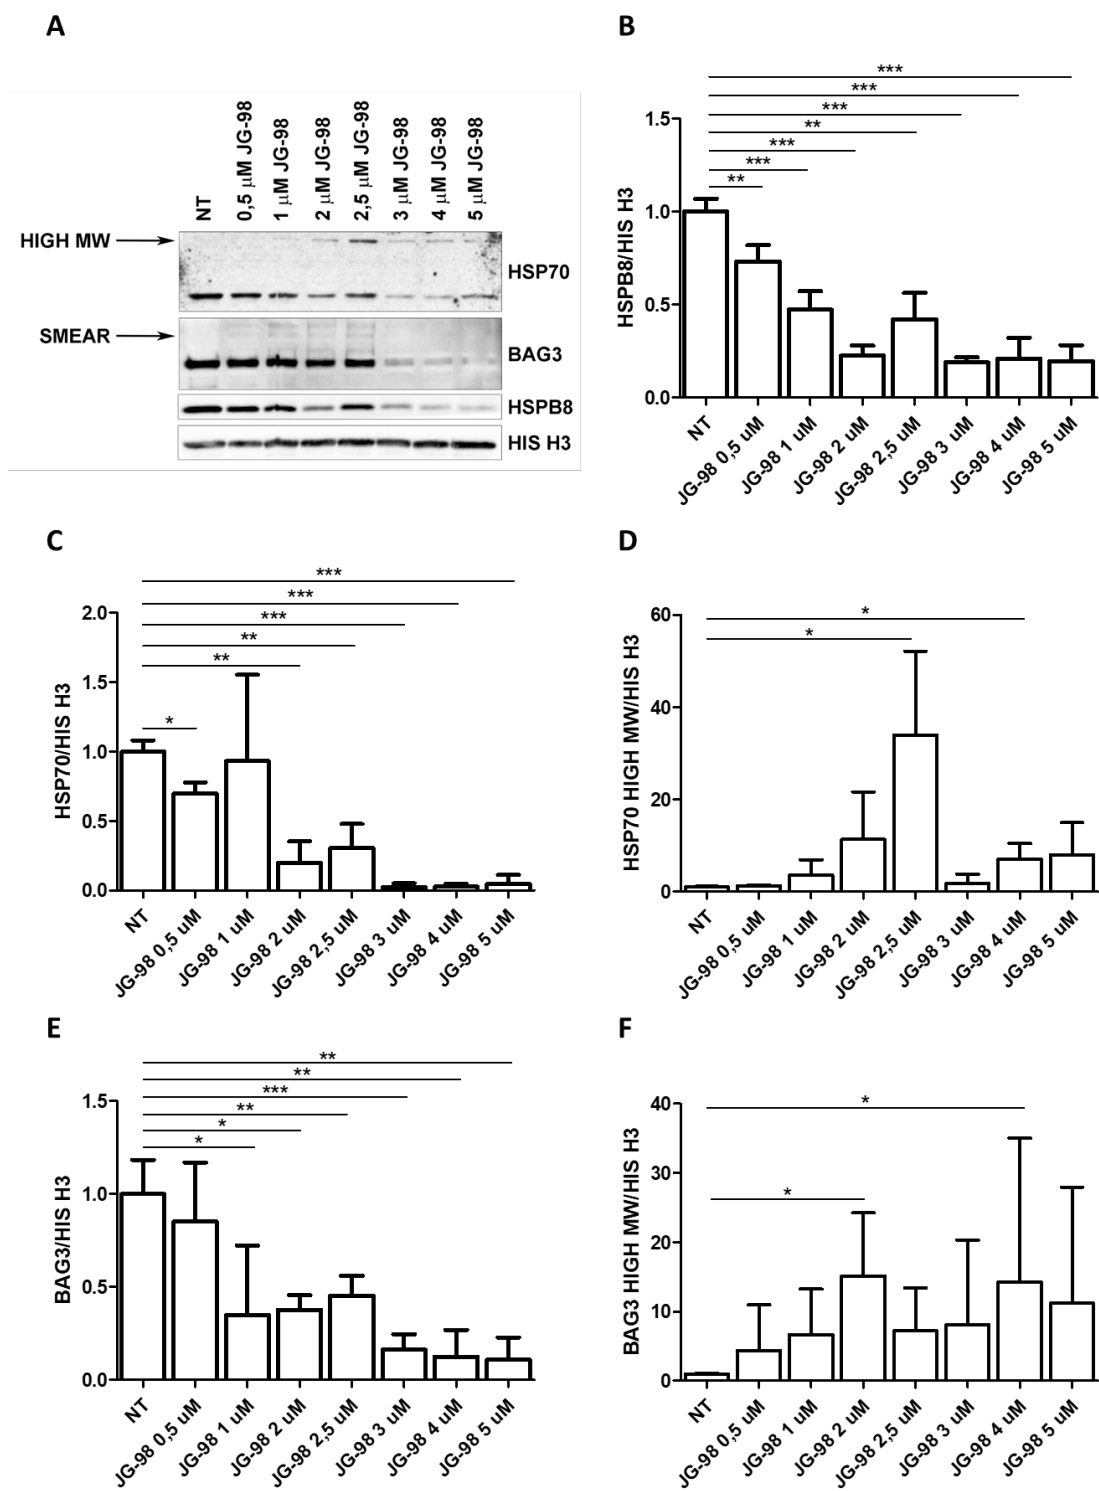 A
NT
0,5 µM JG-98
1 µM JG-98
2 µM JG-98
2,5 µM JG-98
3 µM JG-98
4 µM JG-98
5 µM JG-98
HIGH MW
HSP70
SMEAR
BAG3
HSPB8
HIS H3
B
***
***
***
**
***
***
**
HSPB8/HIS H3
1.5
1.0
0.5
0.0
NT
JG-98 0,5 uM
JG-98 1 uM
JG-98 2 uM
JG-98 2,5 uM
JG-98 3 uM
JG-98 4 uM
JG-98 5 uM
C
***
***
***
**
**
*
HSP70/HIS H3
2.0
1.5
1.0
0.5
0.0
NT
JG-98 0,5 uM
JG-98 1 uM
JG-98 2 uM
JG-98 2,5 uM
JG-98 3 uM
JG-98 4 uM
JG-98 5 uM
D
*
*
HSP70 HIGH MW/HIS H3
60
40
20
0
NT
JG-98 0,5 uM
JG-98 1 uM
JG-98 2 uM
JG-98 2,5 uM
JG-98 3 uM
JG-98 4 uM
JG-98 5 uM
E
**
**
***
**
*
*
BAG3/HIS H3
1.5
1.0
0.5
0.0
NT
JG-98 0,5 uM
JG-98 1 uM
JG-98 2 uM
JG-98 2,5 uM
JG-98 3 uM
JG-98 4 uM
JG-98 5 uM
F
*
*
BAG3 HIGH MW/HIS H3
40
30
20
10
0
NT
JG-98 0,5 uM
JG-98 1 uM
JG-98 2 uM
JG-98 2,5 uM
JG-98 3 uM
JG-98 4 uM
JG-98 5 uM